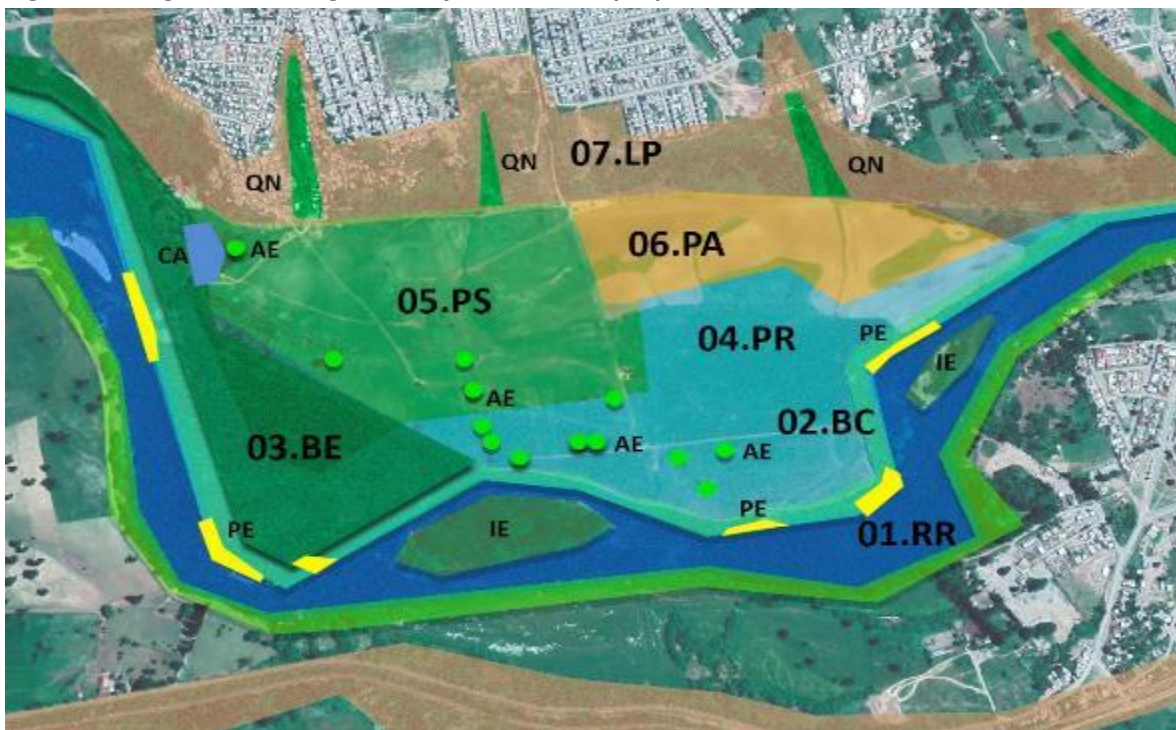 07.LP
QN
QN
QN
06.PA
CA
AE
05.PS
04.PR
PE
IE
AE
02.BC
03.BE
AE
AE
PE
IE
PE
01.RR